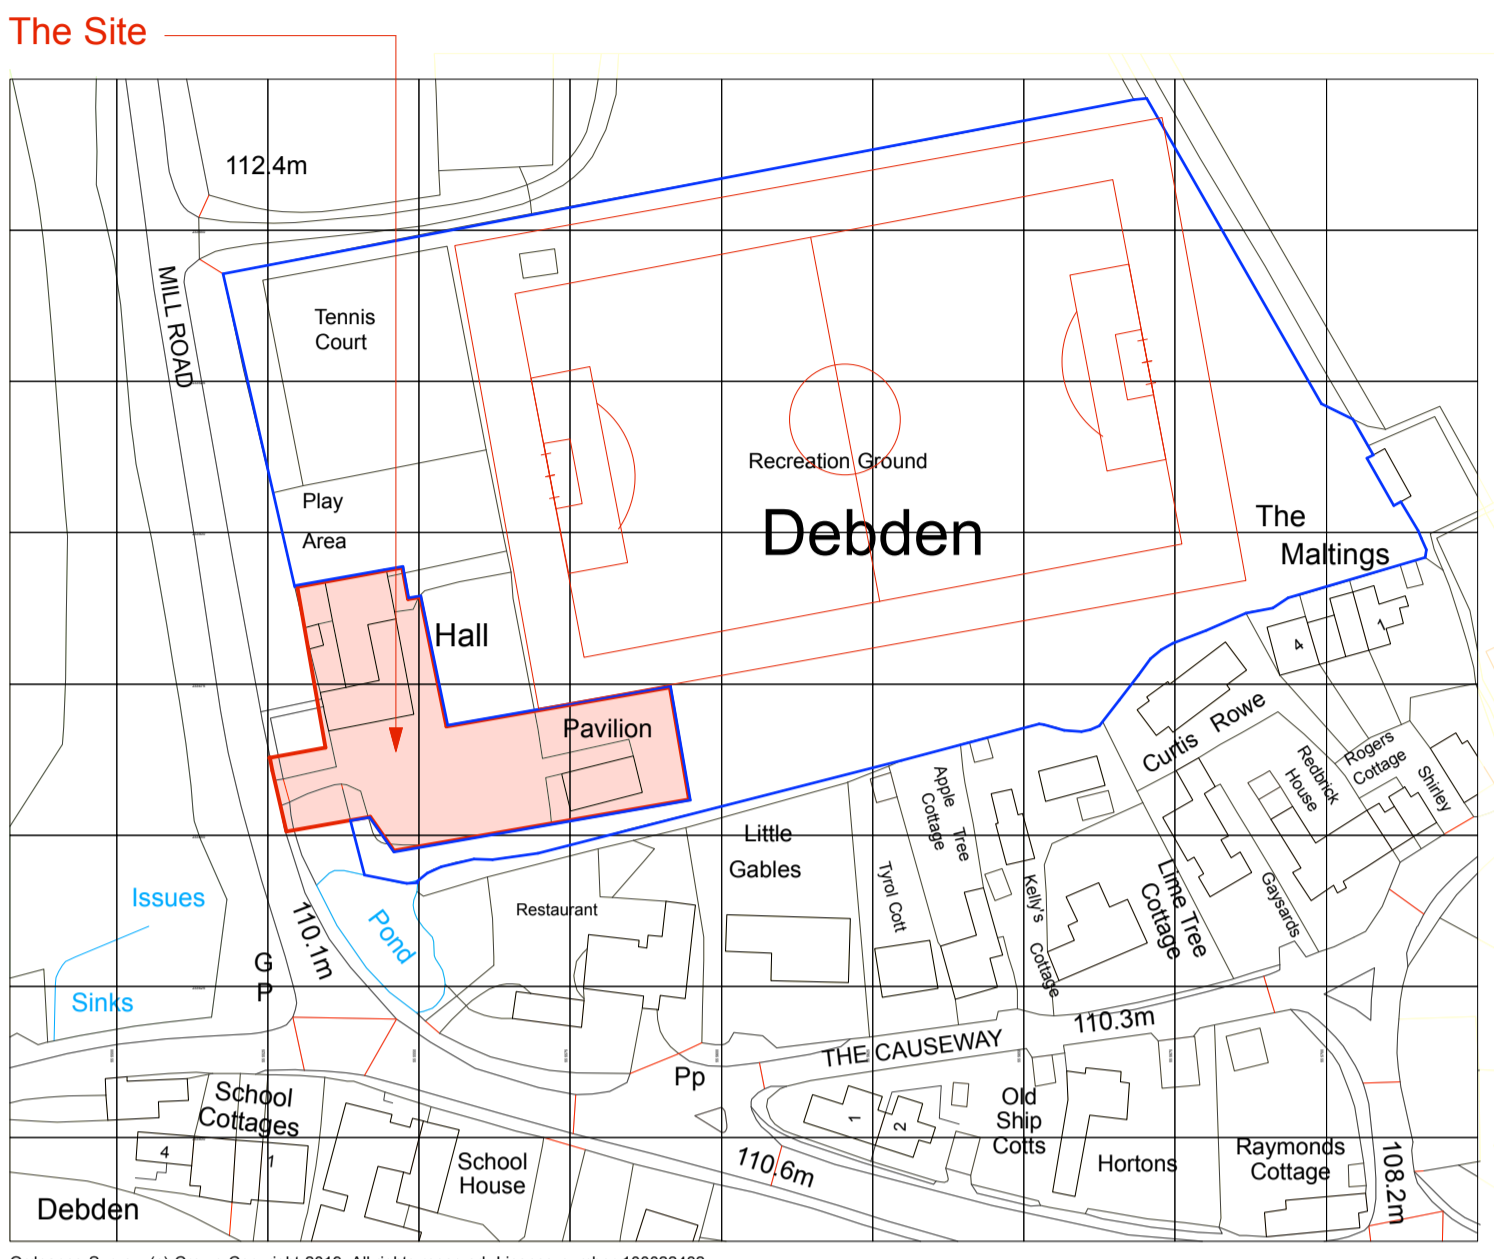 The Site
112.4m
MILL ROAD
Tennis
Court
Recreation Ground
Play
Area
Debden
The
Maltings
Hall
4
1
Pavilion
Curtis Rowe
Rogers
Cottage
Redbrick
House
Shirley
Apple Tree
Cottage
Little
Gables
Tyrol Cott
Kelly's Cottage
Lime Tree
Cottage
Gaysards
Issues
Restaurant
Pond
110.1m
G
P
Sinks
110.3m
THE CAUSEWAY
Pp
School
Cottages
Old
Ship
Cotts
1
2
4
1
School
House
110.6m
Hortons
Raymonds
Cottage
108.2m
Debden